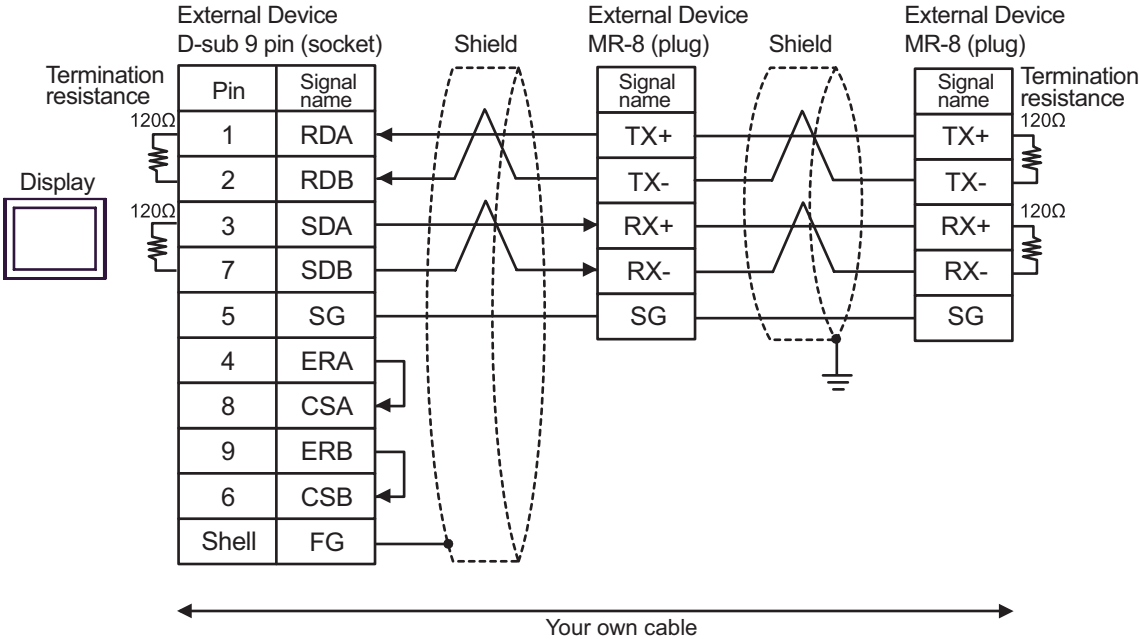 External Device
D-sub 9 pin (socket)
Shield
External Device
MR-8 (plug)
Shield
External Device
MR-8 (plug)
Termination
resistance
120Ω
120Ω
Display
Pin
Signal
name
1
RDA
2
RDB
3
SDA
7
SDB
5
SG
4
ERA
8
CSA
9
ERB
6
CSB
Shell
FG
Signal
name
TX+
TX-
RX+
RX-
SG
Signal
name
TX+
TX-
RX+
RX-
SG
Termination
resistance
120Ω
120Ω
Your own cable